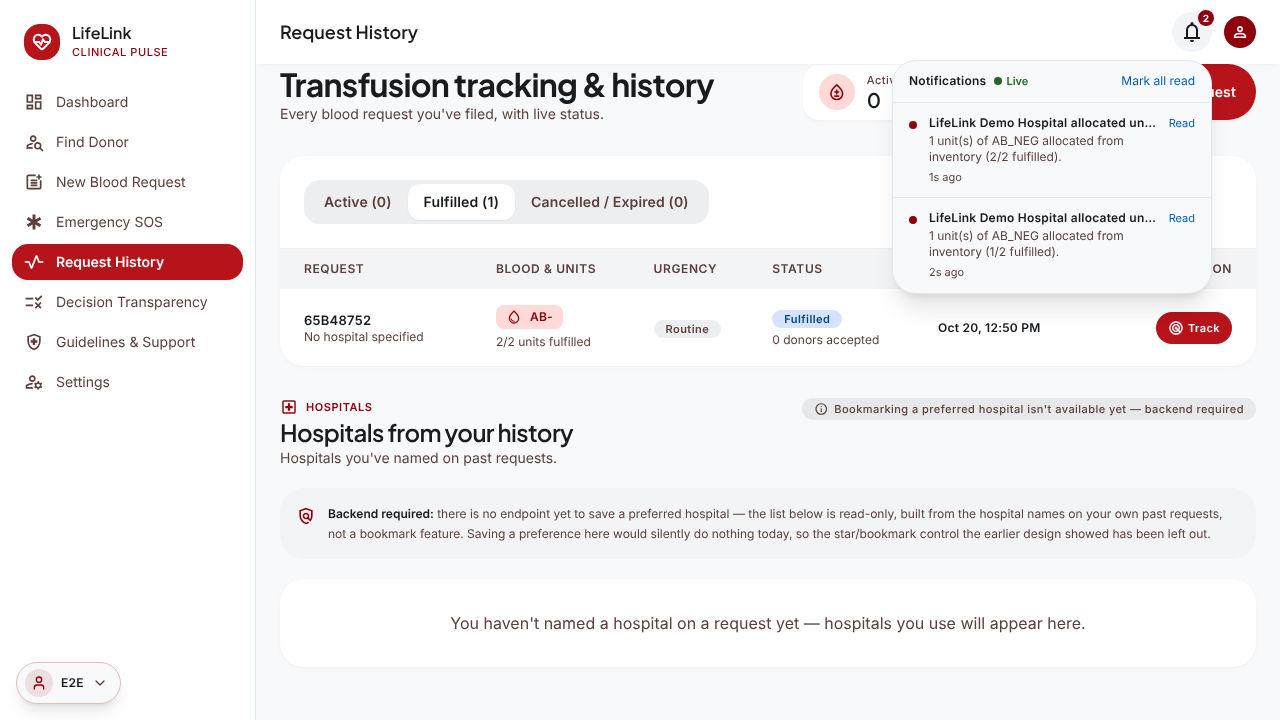 LifeLink
CLINICAL PULSE
Dashboard
Find Donor
New Blood Request
Emergency SOS
Request History
Decision Transparency
Guidelines & Support
Settings
E2E
Request History
2
Transfusion tracking & history
Every blood request you've filed, with live status.
0
Notifications
Live
Mark all read
LifeLink Demo Hospital allocated un...
Read
1 unit(s) of AB_NEG allocated from
inventory (2/2 fulfilled).
1s ago
LifeLink Demo Hospital allocated un...
Read
1 unit(s) of AB_NEG allocated from
inventory (1/2 fulfilled).
2s ago
Active (0)
Fulfilled (1)
Cancelled / Expired (0)
REQUEST
BLOOD & UNITS
URGENCY
STATUS
65B48752
No hospital specified
AB-
2/2 units fulfilled
Routine
Fulfilled
0 donors accepted
Oct 20, 12:50 PM
Track
HOSPITALS
Hospitals from your history
Hospitals you've named on past requests.
Bookmarking a preferred hospital isn't available yet — backend required
Backend required: there is no endpoint yet to save a preferred hospital — the list below is read-only, built from the hospital names on your own past requests,
not a bookmark feature. Saving a preference here would silently do nothing today, so the star/bookmark control the earlier design showed has been left out.
You haven't named a hospital on a request yet — hospitals you use will appear here.